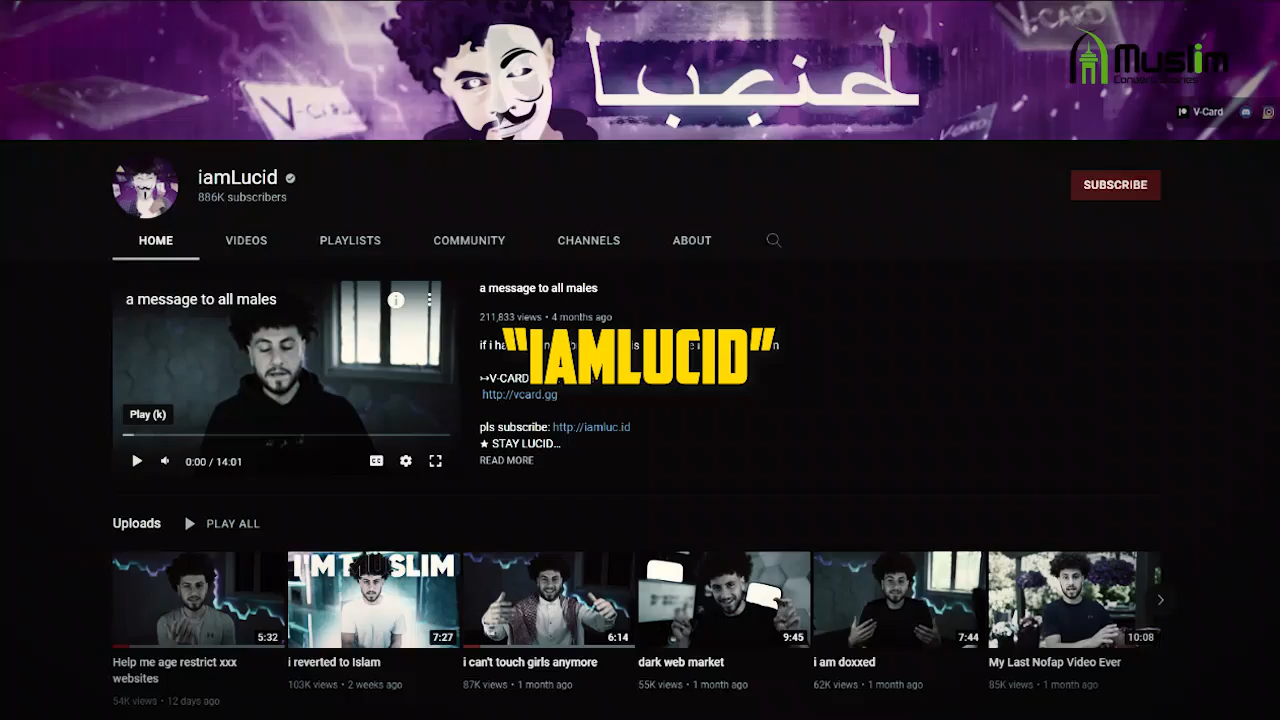 V-CARD
لوسيد
Muslim
V-Card
iamLucid
886K subscribers
SUBSCRIBE
HOME
VIDEOS
PLAYLISTS
COMMUNITY
CHANNELS
ABOUT
a message to all males
Play (k)
0:00 / 14:01
CC
a message to all males
211,833 views • 4 months ago
if i
"IAMLUCID"
↦V-CARD
http://vcard.gg
pls subscribe: http://iamluc.id
★ STAY LUCID...
READ MORE
Uploads
PLAY ALL
I'M MUSLIM
5:32
7:27
6:14
9:45
7:44
10:08
Help me age restrict xxx
websites
54K views • 12 days ago
i reverted to Islam
103K views • 2 weeks ago
i can't touch girls anymore
87K views • 1 month ago
dark web market
55K views • 1 month ago
i am doxxed
62K views • 1 month ago
My Last Nofap Video Ever
85K views • 1 month ago